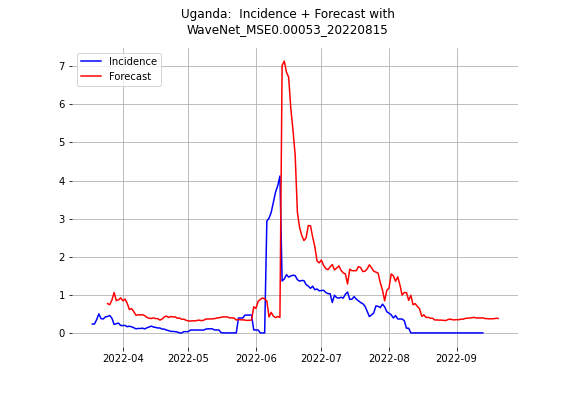 Uganda:  Incidence + Forecast with
WaveNet_MSE0.00053_20220815
Incidence
Forecast
7
6
5
4
3
2
1
0
2022-04 2022-05 2022-06 2022-07 2022-08 2022-09